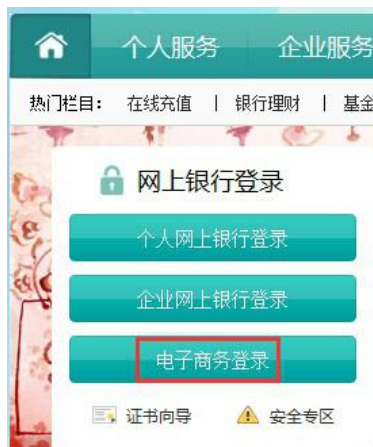 个人服务 企业服务
热门栏目： 在线充值 | 银行理财 | 基金
网上银行登录
个人网上银行登录
企业网上银行登录
电子商务登录
证书向导 安全专区